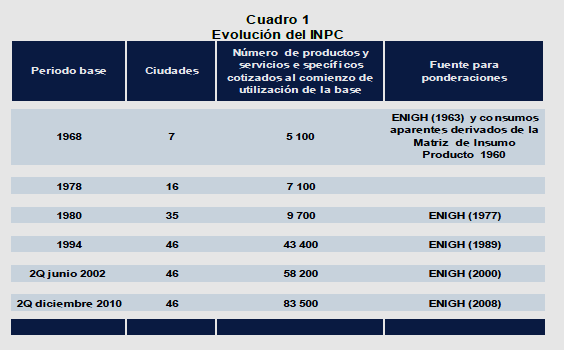 Cuadro 1
Evolución del INPC
Periodo base
Ciudades
Número de productos y
servicios e específicos
cotizados al comienzo de
utilización de la base
Fuente para
ponderaciones
1968
7
5 100
ENIGH (1963) y consumos
aparentes derivados de la
Matriz de Insumo
Producto 1960
1978
16
7 100
1980
35
9 700
ENIGH (1977)
1994
46
43 400
ENIGH (1989)
2Q junio 2002
46
58 200
ENIGH (2000)
2Q diciembre 2010
46
83 500
ENIGH (2008)